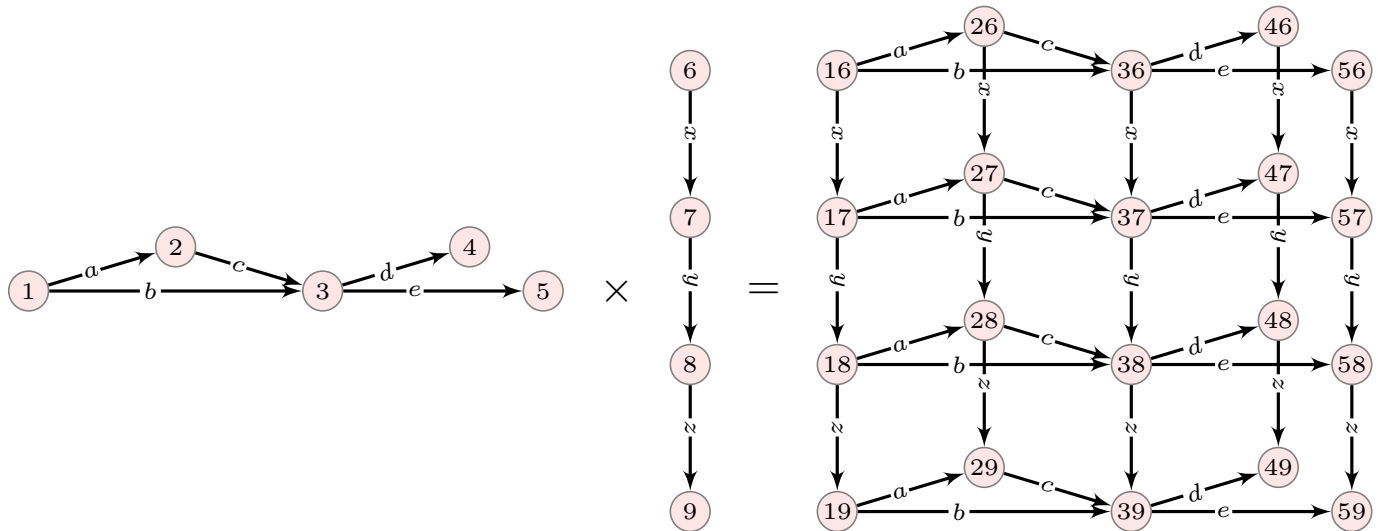 26 46
a c d
16 b 36 e 56
6
x x x x x
x
27 47
a c d
7 17 b 37 e 57
2 4
a c d
1 b 3 e 5 × y = y y y y y
28 48
a c d
8 18 b 38 e 58
z z z z z z
29 49
a c d
9 19 b 39 e 59